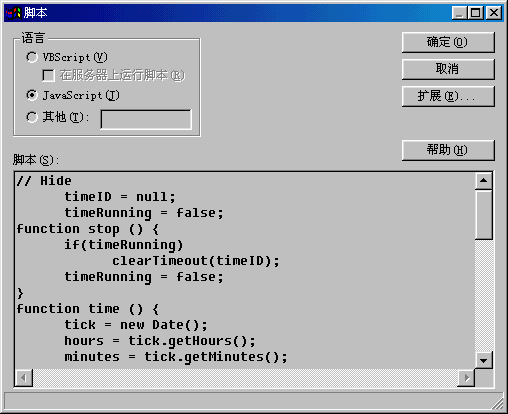 脚本
语言
VBScript(V)
在服务器上运行脚本(R)
JavaScript(J)
其他(T):
确定(O)
取消
扩展(E)...
帮助(H)
脚本(S):
// Hide
timeID = null;
timeRunning = false;
function stop () {
if(timeRunning)
clearTimeout(timeID);
timeRunning = false;
}
function time () {
tick = new Date();
hours = tick.getHours();
minutes = tick.getMinutes();